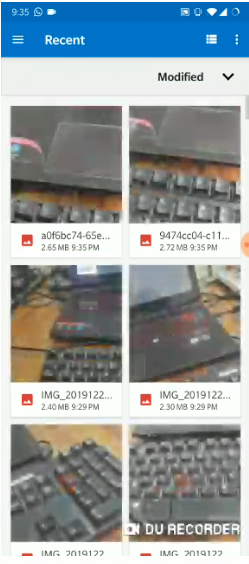 9:35
Recent
Modified
a0f6bc74-65e...
2.65 MB 9:35 PM
9474cc04-c11...
2.72 MB 9:35 PM
IMG_2019122...
2.40 MB 9:29 PM
IMG_2019122...
2.30 MB 9:29 PM
DU RECORDER
IMG_2019122
IMG_2019122